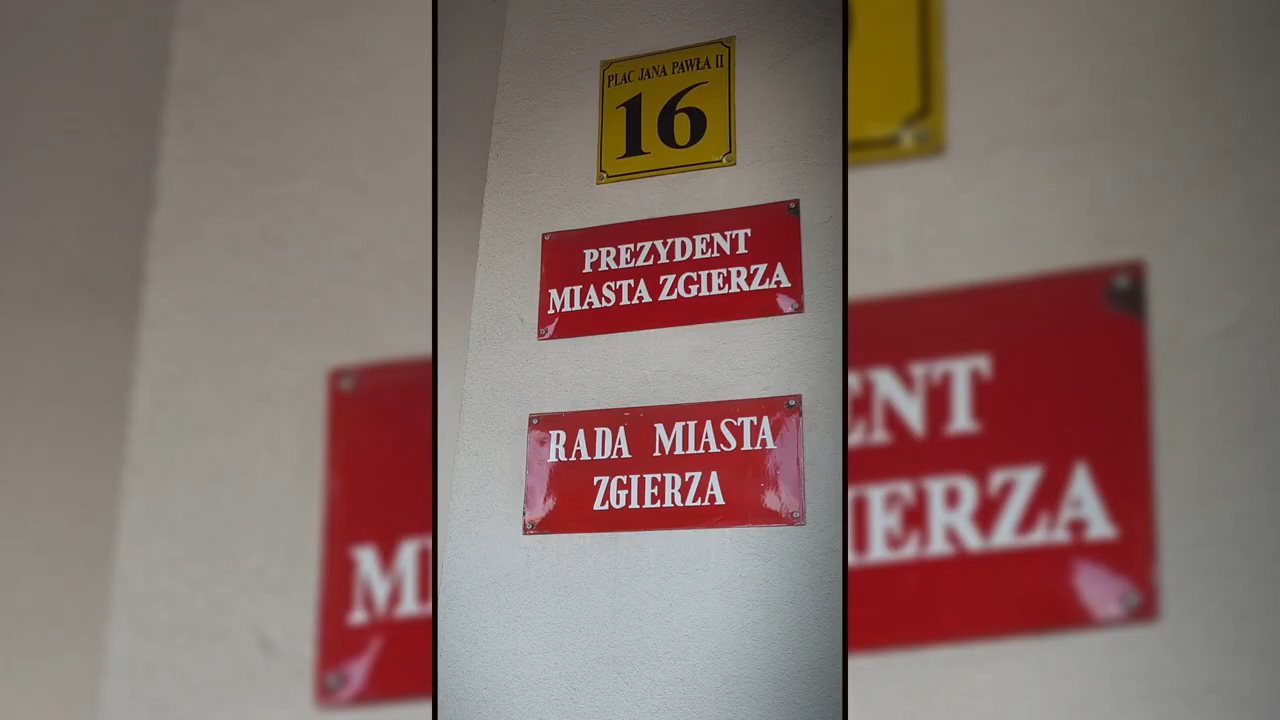 PLAC JANA PAWŁA II
16
PREZYDENT
MIASTA ZGIERZA
RADA MIASTA
ZGIERZA